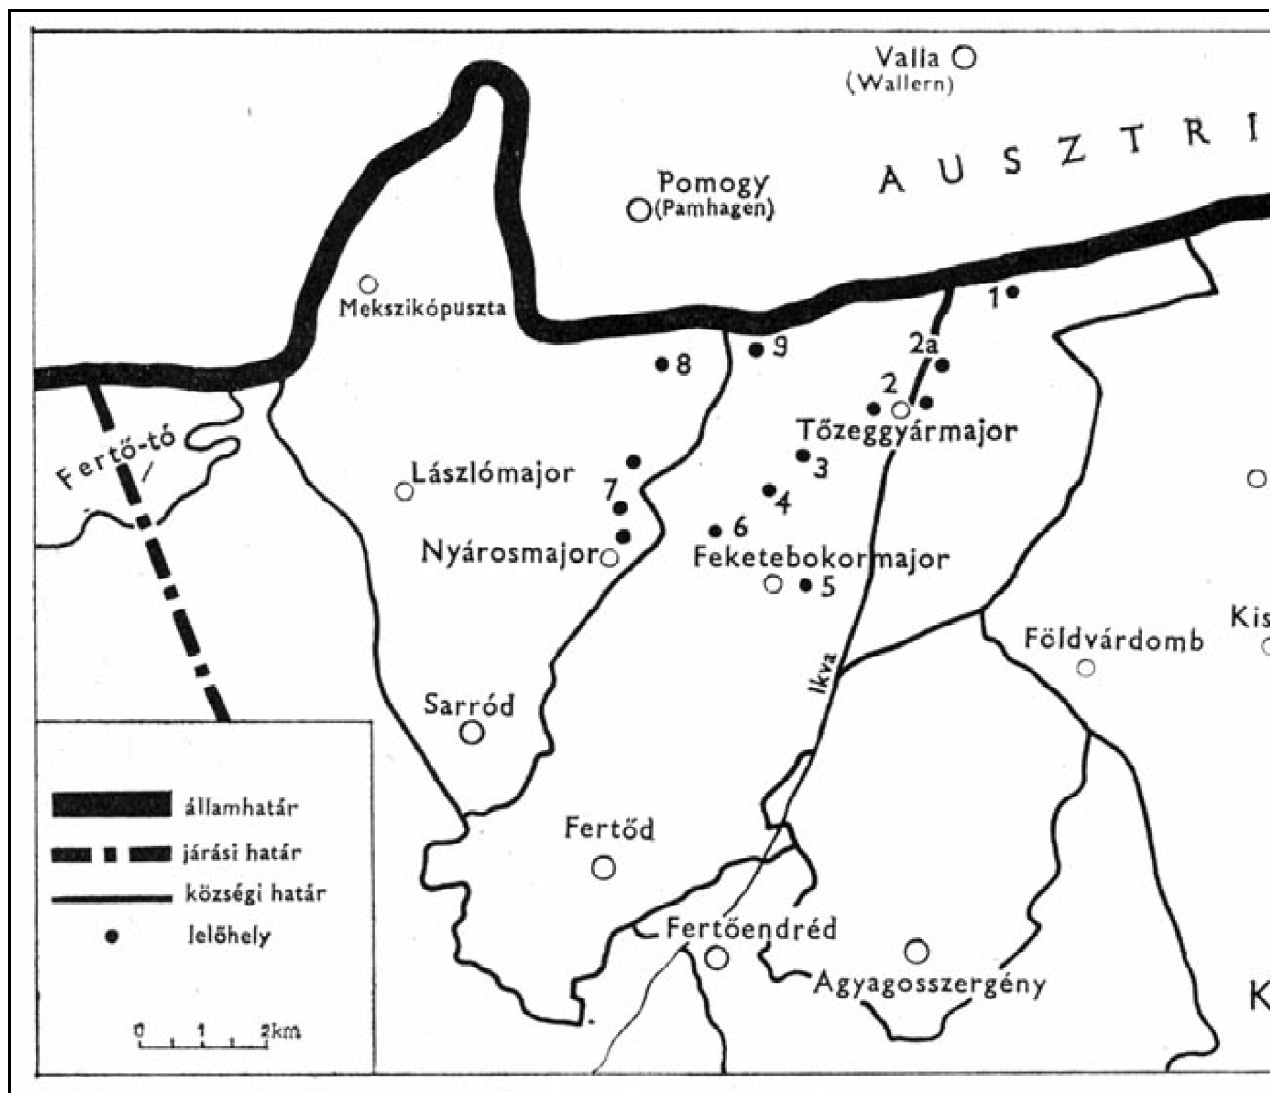 Valla
(Wallern)
AUSZTRI
Pomogy
(Pamhagen)
Mekszikópuszta
1
8
9
2a
2
Tőzeggyármajor
Fertő-tó
Lászlómajor
3
7
4
6
Nyárosmajor
Feketebokormajor
5
Kis
Földvárdomb
Ikva
Sarród
államhatár
Fertőd
járási határ
községi határ
lelőhely
Fertőendréd
Agyagosszergény
K
0 1 2km